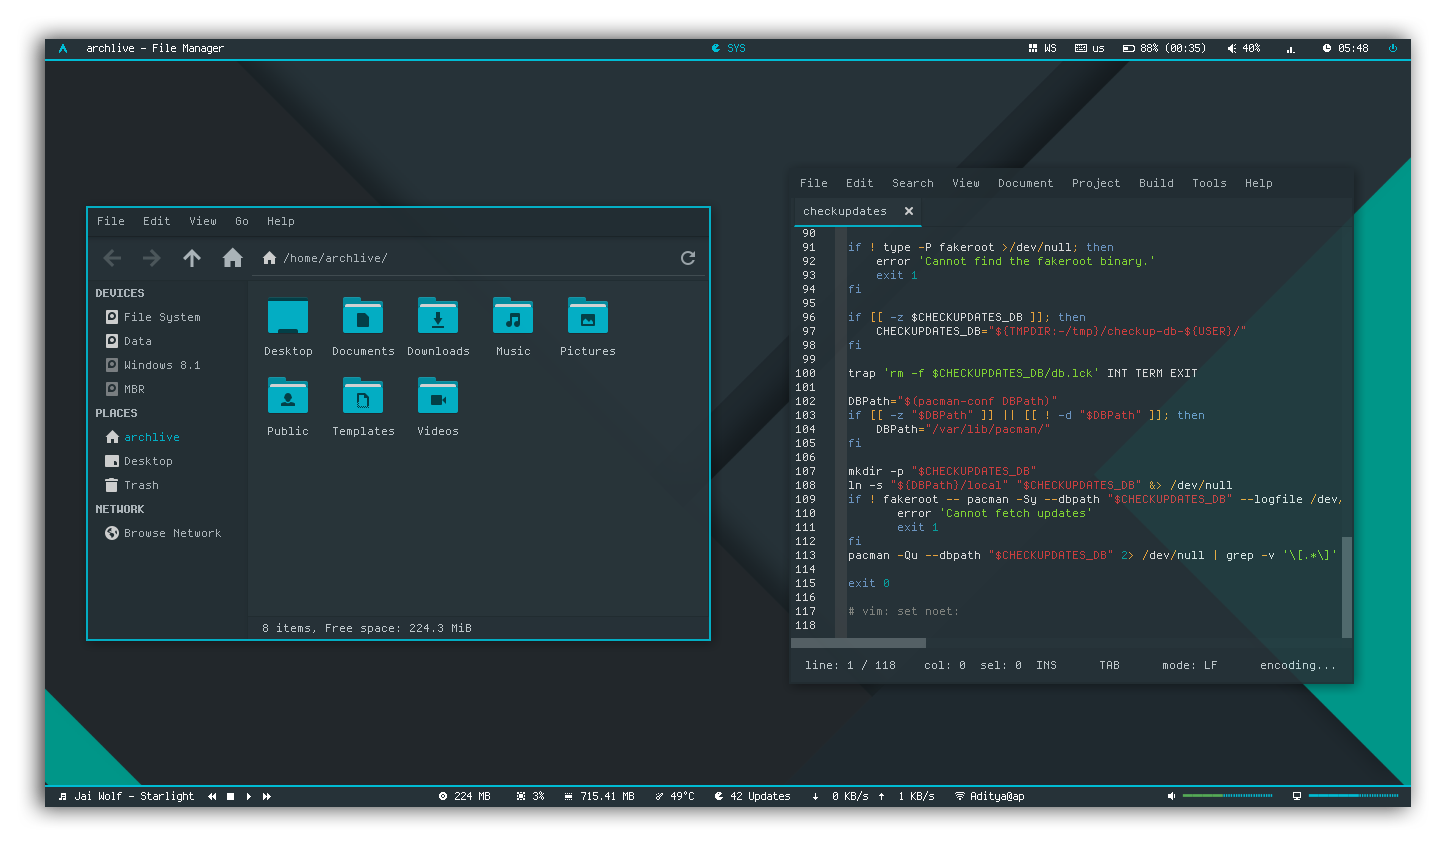 archlive - File Manager
SYS
WS us 88% (00:35) 40% 05:48
File Edit View Go Help
/home/archlive/
DEVICES
File System
Data
Windows 8.1
MBR
PLACES
archlive
Desktop
Trash
NETWORK
Browse Network
Desktop Documents Downloads Music Pictures
Public Templates Videos
8 items, Free space: 224.3 MiB
File Edit Search View Document Project Build Tools Help
checkupdates
90
91 if ! type -P fakeroot >/dev/null; then
92     error 'Cannot find the fakeroot binary.'
93     exit 1
94 fi
95
96 if [[ -z $CHECKUPDATES_DB ]]; then
97     CHECKUPDATES_DB="${TMPDIR:-/tmp}/checkup-db-${USER}/"
98 fi
99
100 trap 'rm -f $CHECKUPDATES_DB/db.lck' INT TERM EXIT
101
102 DBPath="$(pacman-conf DBPath)"
103 if [[ -z "$DBPath" ]] || [[ ! -d "$DBPath" ]]; then
104     DBPath="/var/lib/pacman/"
105 fi
106
107 mkdir -p "$CHECKUPDATES_DB"
108 ln -s "${DBPath}/local" "$CHECKUPDATES_DB" &> /dev/null
109 if ! fakeroot -- pacman -Sy --dbpath "$CHECKUPDATES_DB" --logfile /dev/
110        error 'Cannot fetch updates'
111        exit 1
112 fi
113 pacman -Qu --dbpath "$CHECKUPDATES_DB" 2> /dev/null | grep -v '\[.*\]'
114
115 exit 0
116
117 # vim: set noet:
118
line: 1 / 118 col: 0 sel: 0 INS TAB mode: LF encoding...
Jai Wolf - Starlight 224 MB 3% 715.41 MB 49°C 42 Updates 0 KB/s 1 KB/s Aditya@ap